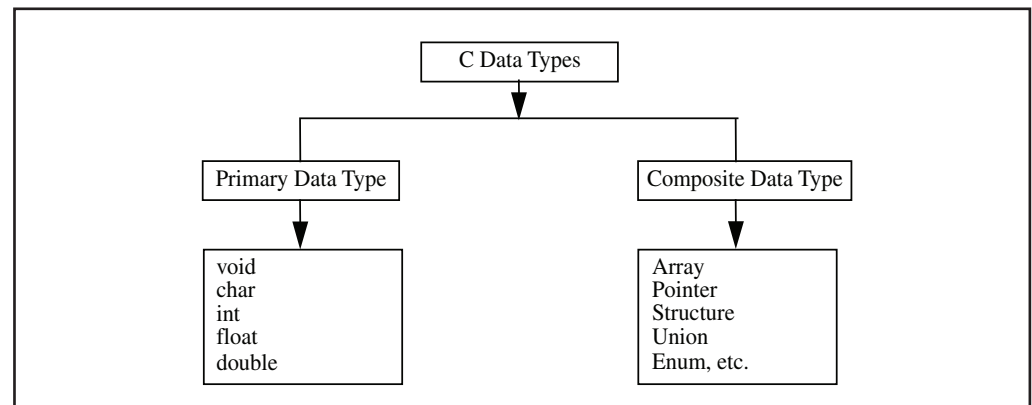 C Data Types
Primary Data Type
Composite Data Type
void
char
int
float
double
Array
Pointer
Structure
Union
Enum, etc.